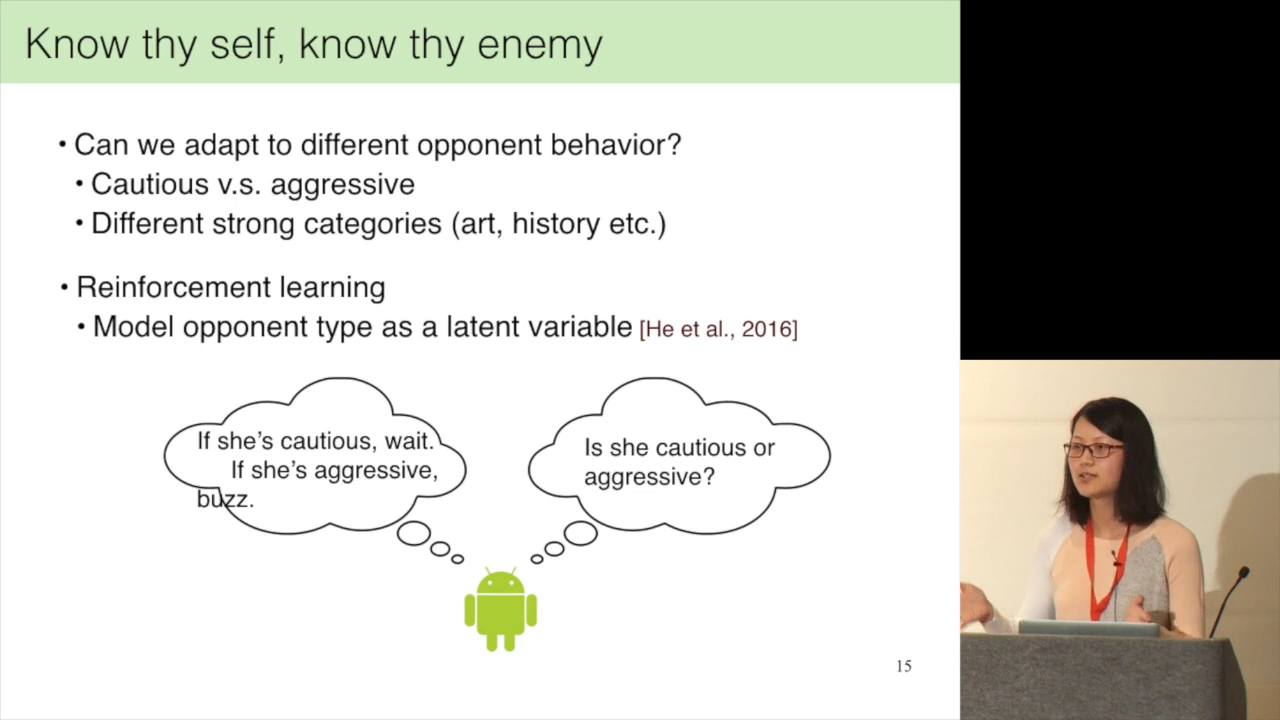 Know thy self, know thy enemy
• Can we adapt to different opponent behavior?
• Cautious v.s. aggressive
• Different strong categories (art, history etc.)
• Reinforcement learning
• Model opponent type as a latent variable [He et al., 2016]
If she's cautious, wait.
If she's aggressive,
buzz.
Is she cautious or
aggressive?
15